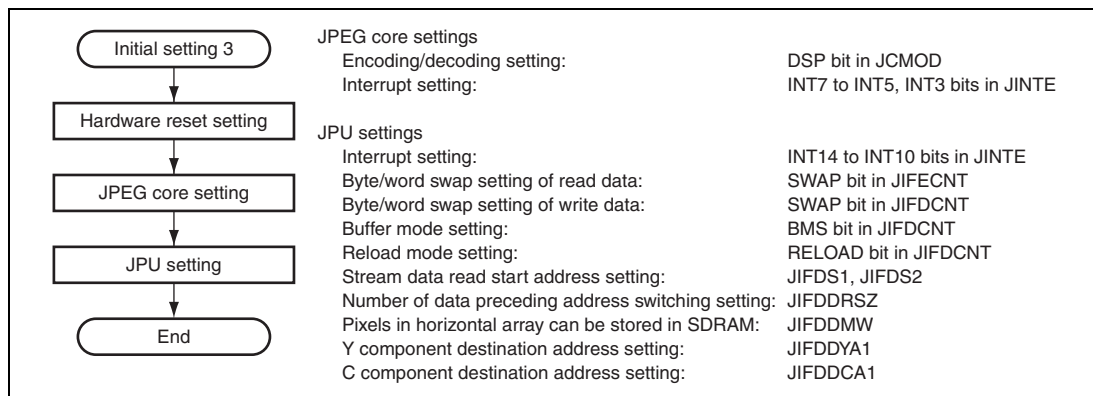 Initial setting 3
Hardware reset setting
JPEG core setting
JPU setting
End
JPEG core settings
Encoding/decoding setting: DSP bit in JCMOD
Interrupt setting: INT7 to INT5, INT3 bits in JINTE
JPU settings
Interrupt setting: INT14 to INT10 bits in JINTE
Byte/word swap setting of read data: SWAP bit in JIFECNT
Byte/word swap setting of write data: SWAP bit in JIFDCNT
Buffer mode setting: BMS bit in JIFDCNT
Reload mode setting: RELOAD bit in JIFDCNT
Stream data read start address setting: JIFDS1, JIFDS2
Number of data preceding address switching setting: JIFDDRSZ
Pixels in horizontal array can be stored in SDRAM: JIFDDMW
Y component destination address setting: JIFDDYA1
C component destination address setting: JIFDDCA1